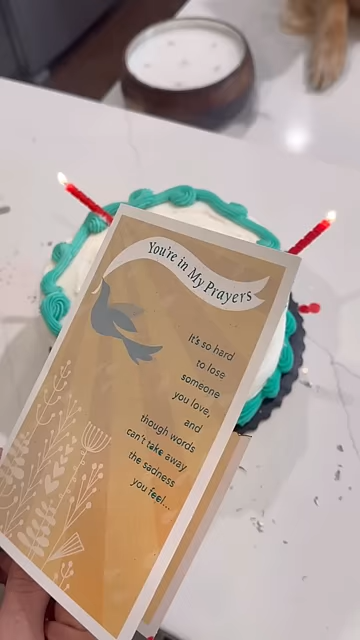 You're in My Prayers
It's so hard
to lose
someone
you love,
and
though words
can't take away
the sadness
you feel...